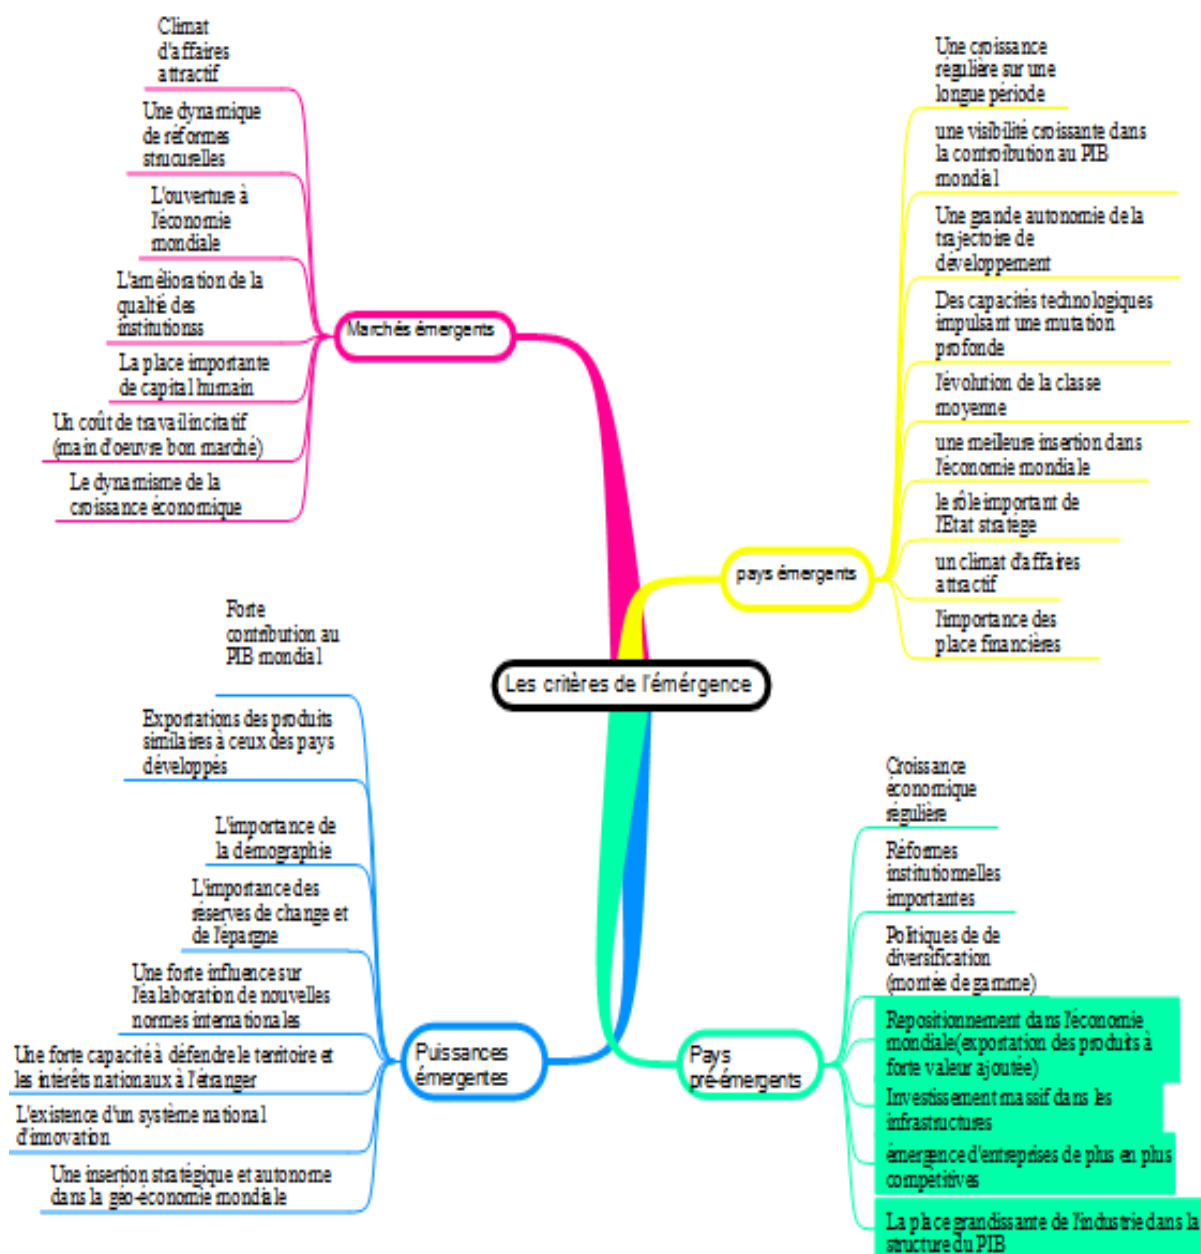 Climat
d'affaires
attractif
Une dynamique
de réformes
strucurelles
L'ouverture à
l'économie
mondiale
L'amélioration de la
qualtié des
institutionss
La place importante
de capital humain
Un coût de travail incitatif
(main d'oeuvre bon marché)
Le dynamisme de la
croissance économique
Marchés émergents
Une croissance
régulière sur une
longue période
une visibilité croissante dans
la controibution au PIB
mondial
Une grande autonomie de la
trajectoire de
développement
Des capacités technologiques
impulsant une mutation
profonde
l'évolution de la classe
moyenne
une meilleure insertion dans
l'économie mondiale
le rôle important de
l'Etat stratège
un climat d'affaires
attractif
l'importance des
place financières
pays émergents
Les critères de l'émérgence
Forte
contribution au
PIB mondial
Exportations des produits
similaires à ceux des pays
développés
L'importance de
la démographie
L'importance des
réserves de change et
de l'épargne
Une forte influence sur
l'éalaboration de nouvelles
normes internationales
Une forte capacité à défendre le territoire et
les intérêts nationaux à l'étranger
L'existence d'un système national
d'innovation
Une insertion stratégique et autonome
dans la géo-économie mondiale
Puissances
émergentes
Pays
pré-émergents
Croissance
économique
régulière
Réformes
institutionnelles
importantes
Politiques de de
diversification
(montée de gamme)
Repositionnement dans l'économie
mondiale(exportation des produits à
forte valeur ajoutée)
Investissement massif dans les
infrastructures
émergence d'entreprises de plus en plus
compétitives
La place grandissante de l'industrie dans la
structure du PIB